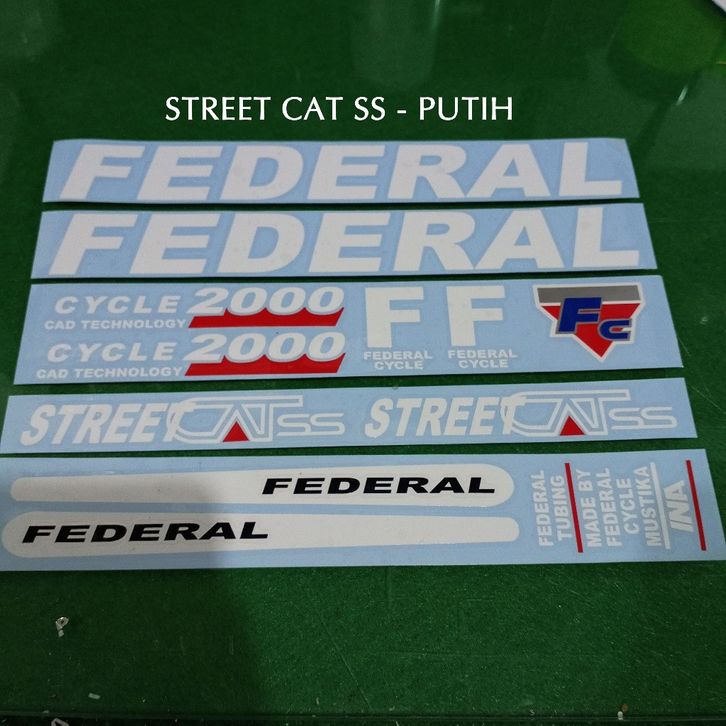 STREET CAT SS - PUTIH
FEDERAL
FEDERAL
CYCLE 2000
CAD TECHNOLOGY
CYCLE 2000
CAD TECHNOLOGY
F
FEDERAL
CYCLE
F
FEDERAL
CYCLE
FC
STREET CAT SS
STREET CAT SS
FEDERAL
FEDERAL
FEDERAL
TUBING
MADE BY
FEDERAL
CYCLE
MUSTIKA
INA